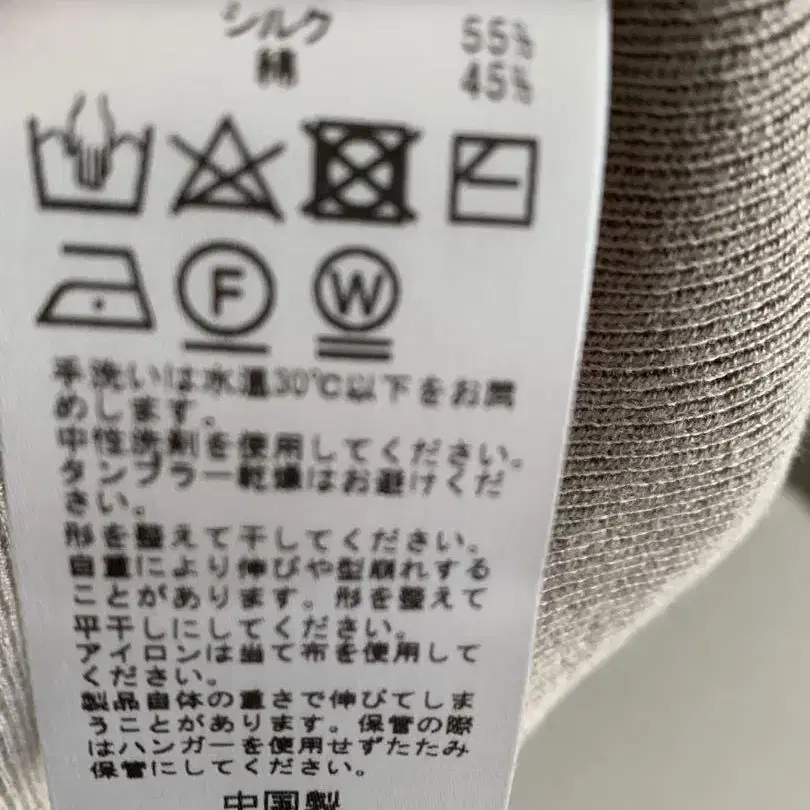 シルク 55%
綿 45%
F
W
手洗いは水温30℃以下をお薦
めします。
中性洗剤を使用してください。
タンブラー乾燥はお避けくだ
さい。
形を整えて干してください。
自重により伸びや型崩れする
ことがあります。形を整えて
平干しにしてください。
アイロンは当て布を使用して
ください。
製品自体の重さで伸びてしま
うことがあります。保管の際
はハンガーを使用せずたたみ
保管にしてください。
中国製